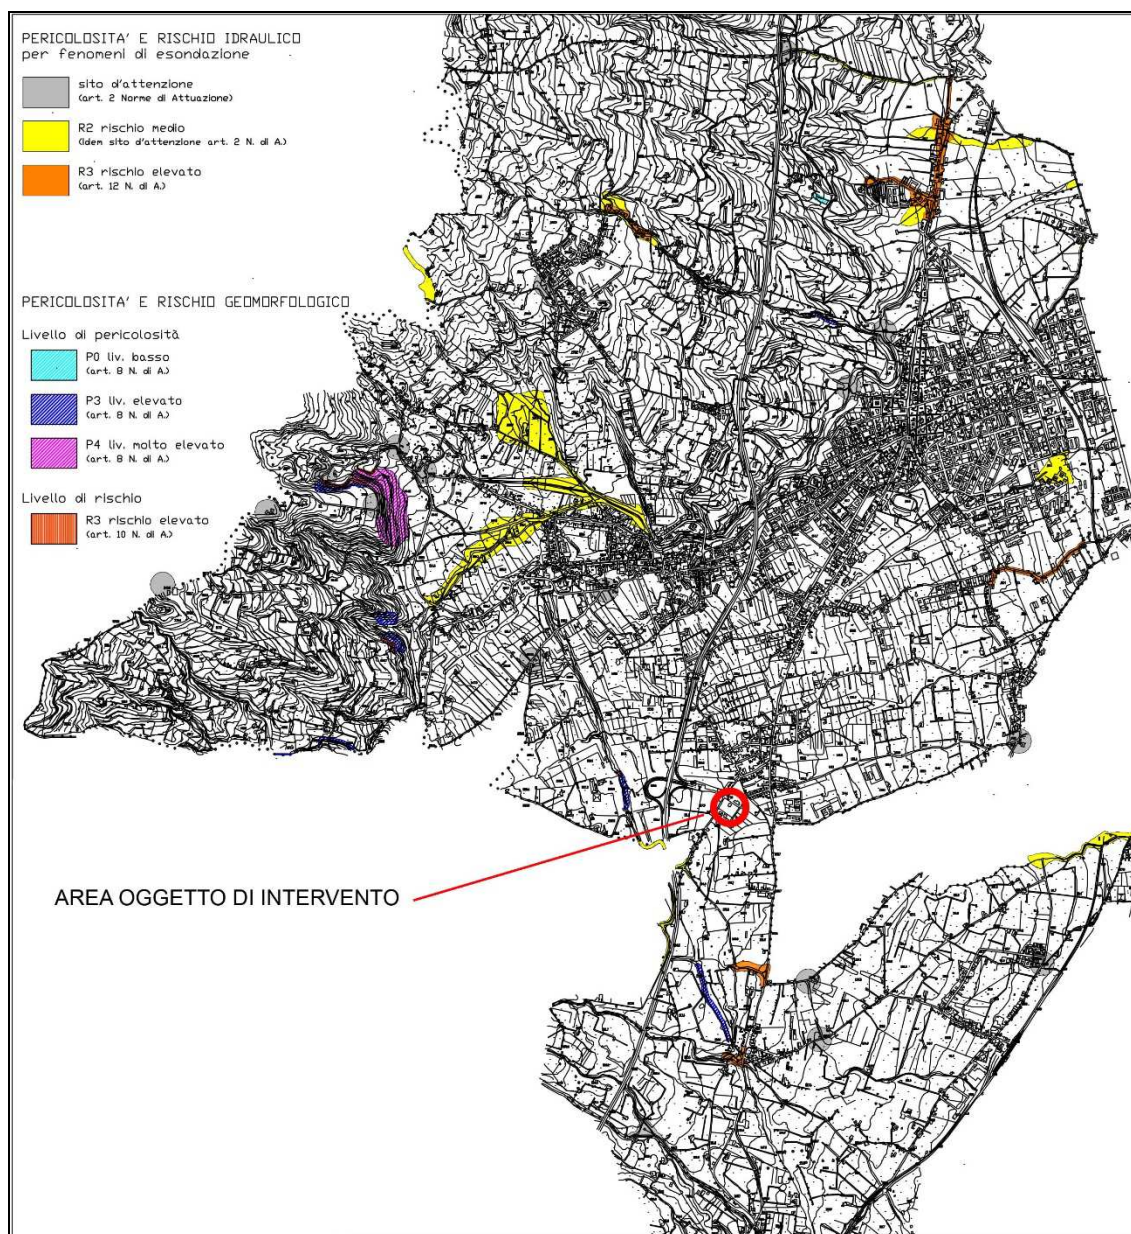 PERICOLOSITA' E RISCHIO IDRAULICO
per fenomeni di esondazione
sito d'attenzione
(art. 2 Norme di Attuazione)
R2 rischio medio
(idem sito d'attenzione art. 2 N. di A.)
R3 rischio elevato
(art. 12 N. di A.)
PERICOLOSITA' E RISCHIO GEOMORFOLOGICO
Livello di pericolosità
P0 liv. basso
(art. 8 N. di A.)
P3 liv. elevato
(art. 8 N. di A.)
P4 liv. molto elevato
(art. 8 N. di A.)
Livello di rischio
R3 rischio elevato
(art. 10 N. di A.)
AREA OGGETTO DI INTERVENTO